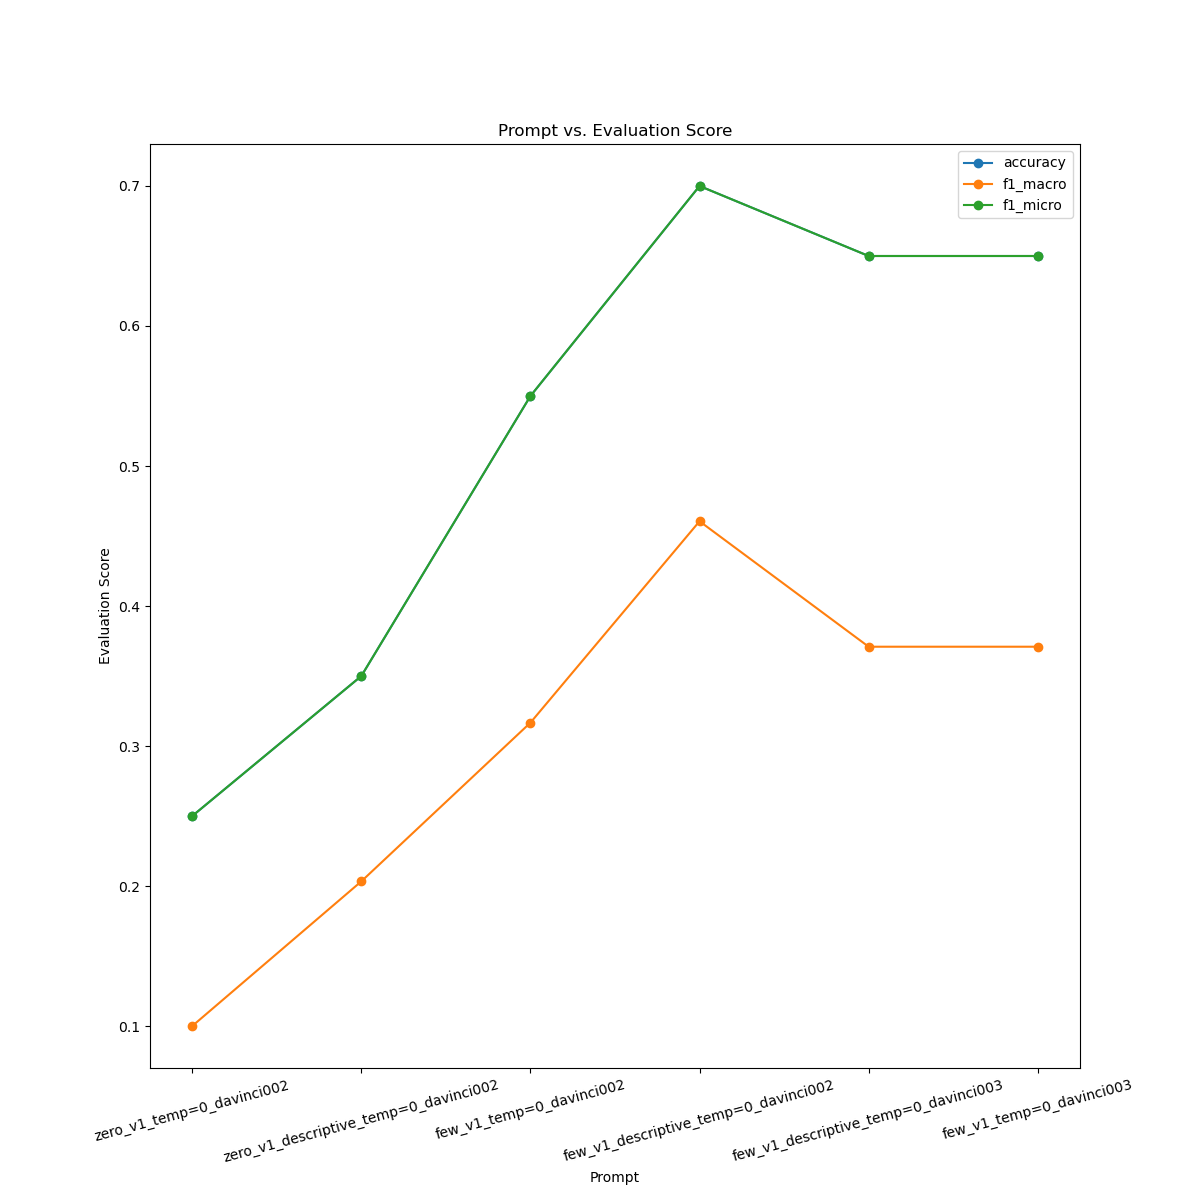 Prompt vs. Evaluation Score
accuracy
f1_macro
f1_micro
0.7
0.6
0.5
0.4
0.3
0.2
0.1
Evaluation Score
zero_v1_temp=0_davinci002
zero_v1_descriptive_temp=0_davinci002
few_v1_temp=0_davinci002
few_v1_descriptive_temp=0_davinci002
few_v1_descriptive_temp=0_davinci003
few_v1_temp=0_davinci003
Prompt